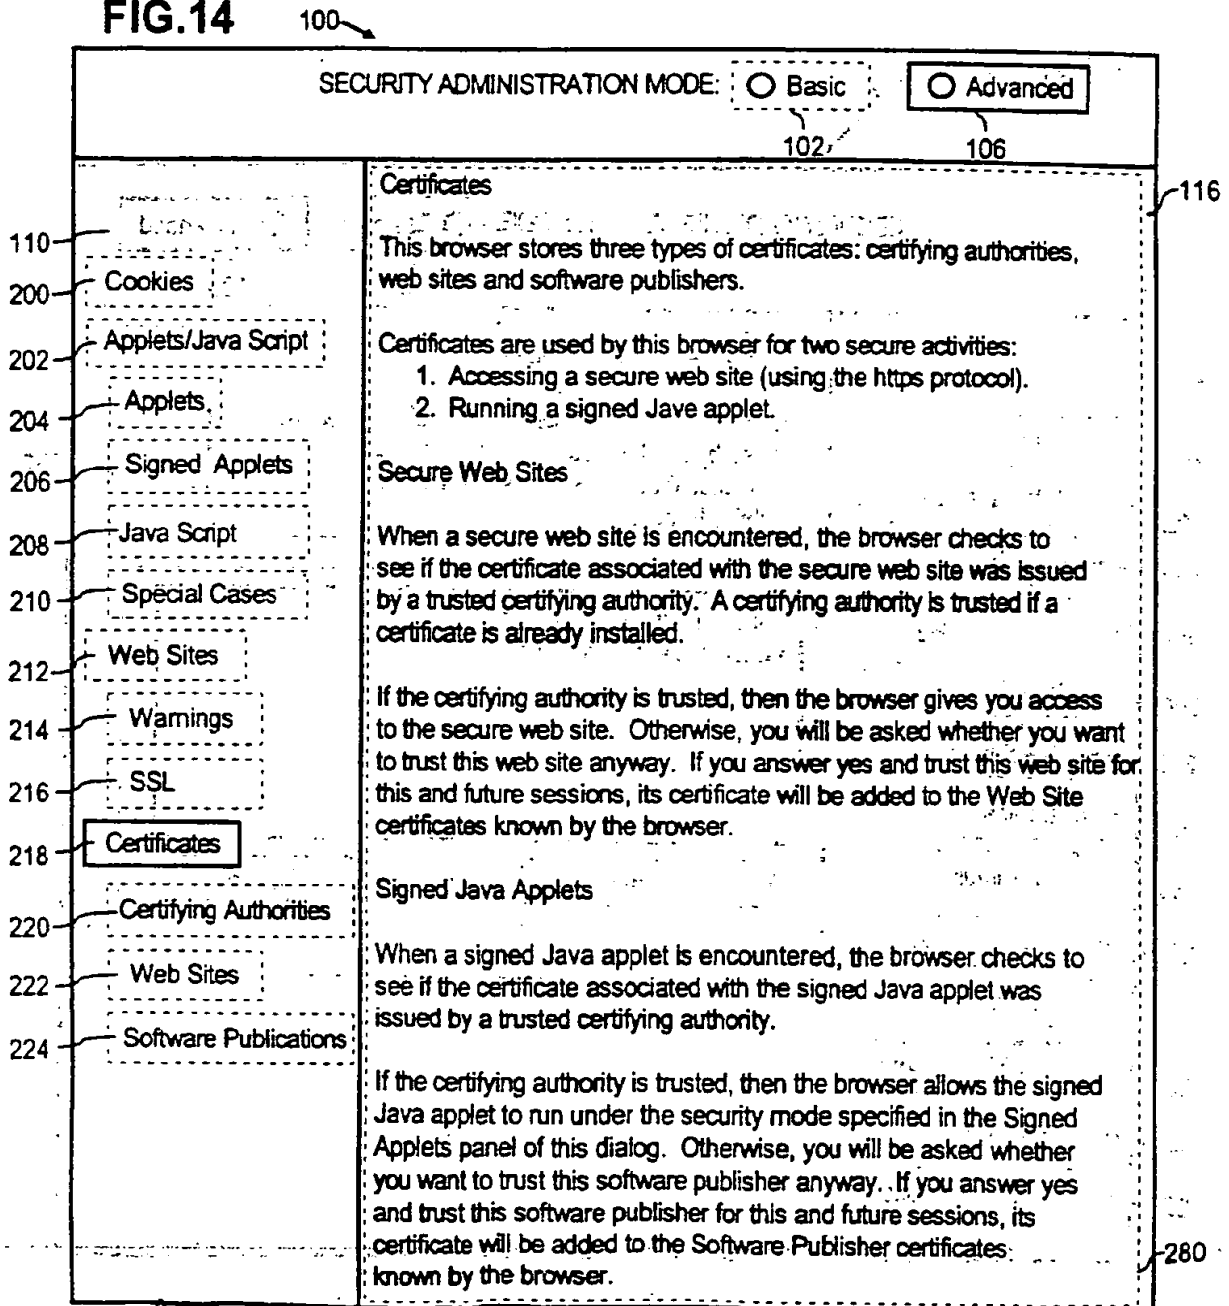 FIG.14
100
SECURITY ADMINISTRATION MODE: Basic Advanced
102
106
116
110
200 Cookies
202 Applets/Java Script
204 Applets
206 Signed Applets
208 Java Script
210 Special Cases
212 Web Sites
214 Warnings
216 SSL
218 Certificates
220 Certifying Authorities
222 Web Sites
224 Software Publications
Certificates
This browser stores three types of certificates: certifying authorities,
web sites and software publishers.
Certificates are used by this browser for two secure activities:
1. Accessing a secure web site (using the https protocol).
2. Running a signed Jave applet.
Secure Web Sites
When a secure web site is encountered, the browser checks to
see if the certificate associated with the secure web site was issued
by a trusted certifying authority. A certifying authority is trusted if a
certificate is already installed.
If the certifying authority is trusted, then the browser gives you access
to the secure web site. Otherwise, you will be asked whether you want
to trust this web site anyway. If you answer yes and trust this web site for
this and future sessions, its certificate will be added to the Web Site
certificates known by the browser.
Signed Java Applets
When a signed Java applet is encountered, the browser checks to
see if the certificate associated with the signed Java applet was
issued by a trusted certifying authority.
If the certifying authority is trusted, then the browser allows the signed
Java applet to run under the security mode specified in the Signed
Applets panel of this dialog. Otherwise, you will be asked whether
you want to trust this software publisher anyway. If you answer yes
and trust this software publisher for this and future sessions, its
certificate will be added to the Software Publisher certificates
known by the browser.
280